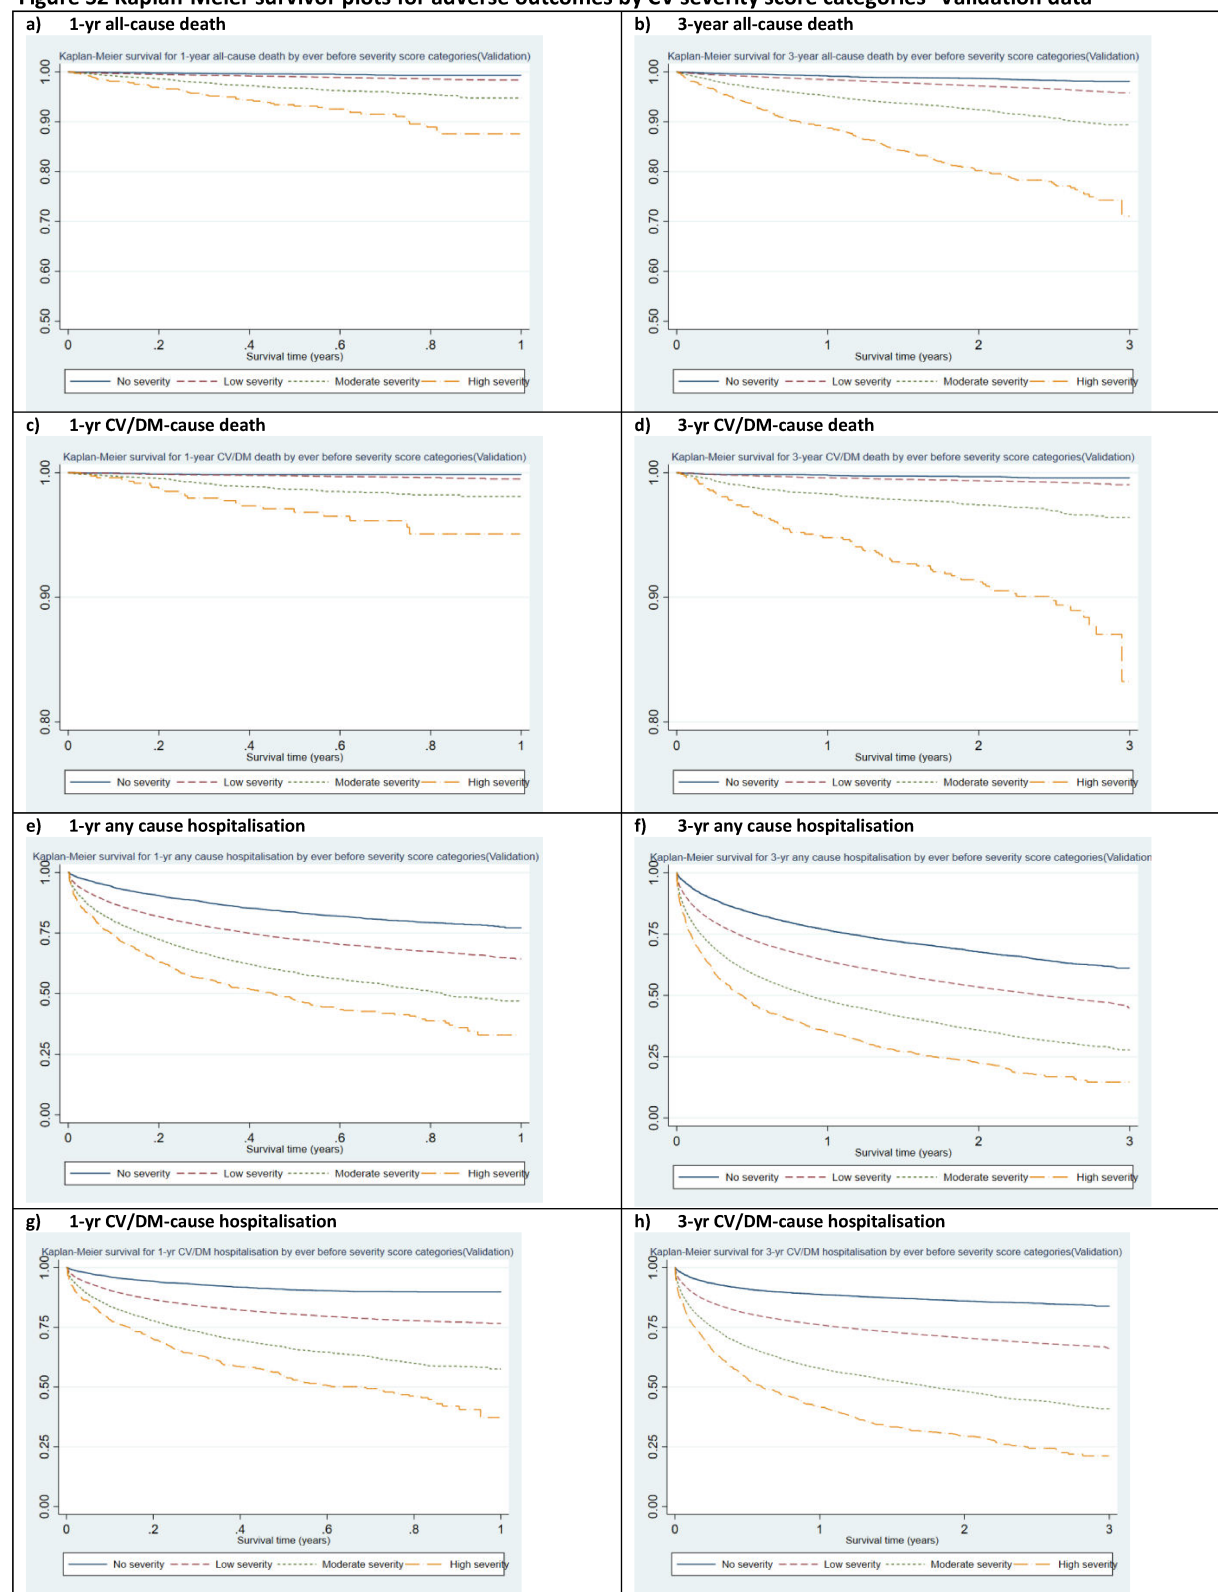 Figure S2 Kaplan-Meier survivor plots for adverse outcomes by CV severity score categories- Validation data
a) 1-yr all-cause death
Kaplan-Meier survival for 1-year all-cause death by ever before severity score categories(Validation)
1.00
0.90
0.80
0.70
0.60
0.50
0 .2 .4 .6 .8 1
Survival time (years)
No severity Low severity Moderate severity High severity
b) 3-year all-cause death
Kaplan-Meier survival for 3-year all-cause death by ever before severity score categories(Validation)
1.00
0.90
0.80
0.70
0.60
0.50
0 1 2 3
Survival time (years)
No severity Low severity Moderate severity High severity
c) 1-yr CV/DM-cause death
Kaplan-Meier survival for 1-year CV/DM death by ever before severity score categories(Validation)
1.00
0.90
0.80
0 .2 .4 .6 .8 1
Survival time (years)
No severity Low severity Moderate severity High severity
d) 3-yr CV/DM-cause death
Kaplan-Meier survival for 3-year CV/DM death by ever before severity score categories(Validation)
1.00
0.90
0.80
0 1 2 3
Survival time (years)
No severity Low severity Moderate severity High severity
e) 1-yr any cause hospitalisation
Kaplan-Meier survival for 1-yr any cause hospitalisation by ever before severity score categories(Validation)
1.00
0.75
0.50
0.25
0.00
0 .2 .4 .6 .8 1
Survival time (years)
No severity Low severity Moderate severity High severity
f) 3-yr any cause hospitalisation
Kaplan-Meier survival for 3-yr any cause hospitalisation by ever before severity score categories(Validation
1.00
0.75
0.50
0.25
0.00
0 1 2 3
Survival time (years)
No severity Low severity Moderate severity High severity
g) 1-yr CV/DM-cause hospitalisation
Kaplan-Meier survival for 1-yr CV/DM hospitalisation by ever before severity score categories(Validation)
1.00
0.75
0.50
0.25
0.00
0 .2 .4 .6 .8 1
Survival time (years)
No severity Low severity Moderate severity High severity
h) 3-yr CV/DM-cause hospitalisation
Kaplan-Meier survival for 3-yr CV/DM hospitalisation by ever before severity score categories(Validation)
1.00
0.75
0.50
0.25
0.00
0 1 2 3
Survival time (years)
No severity Low severity Moderate severity High severity